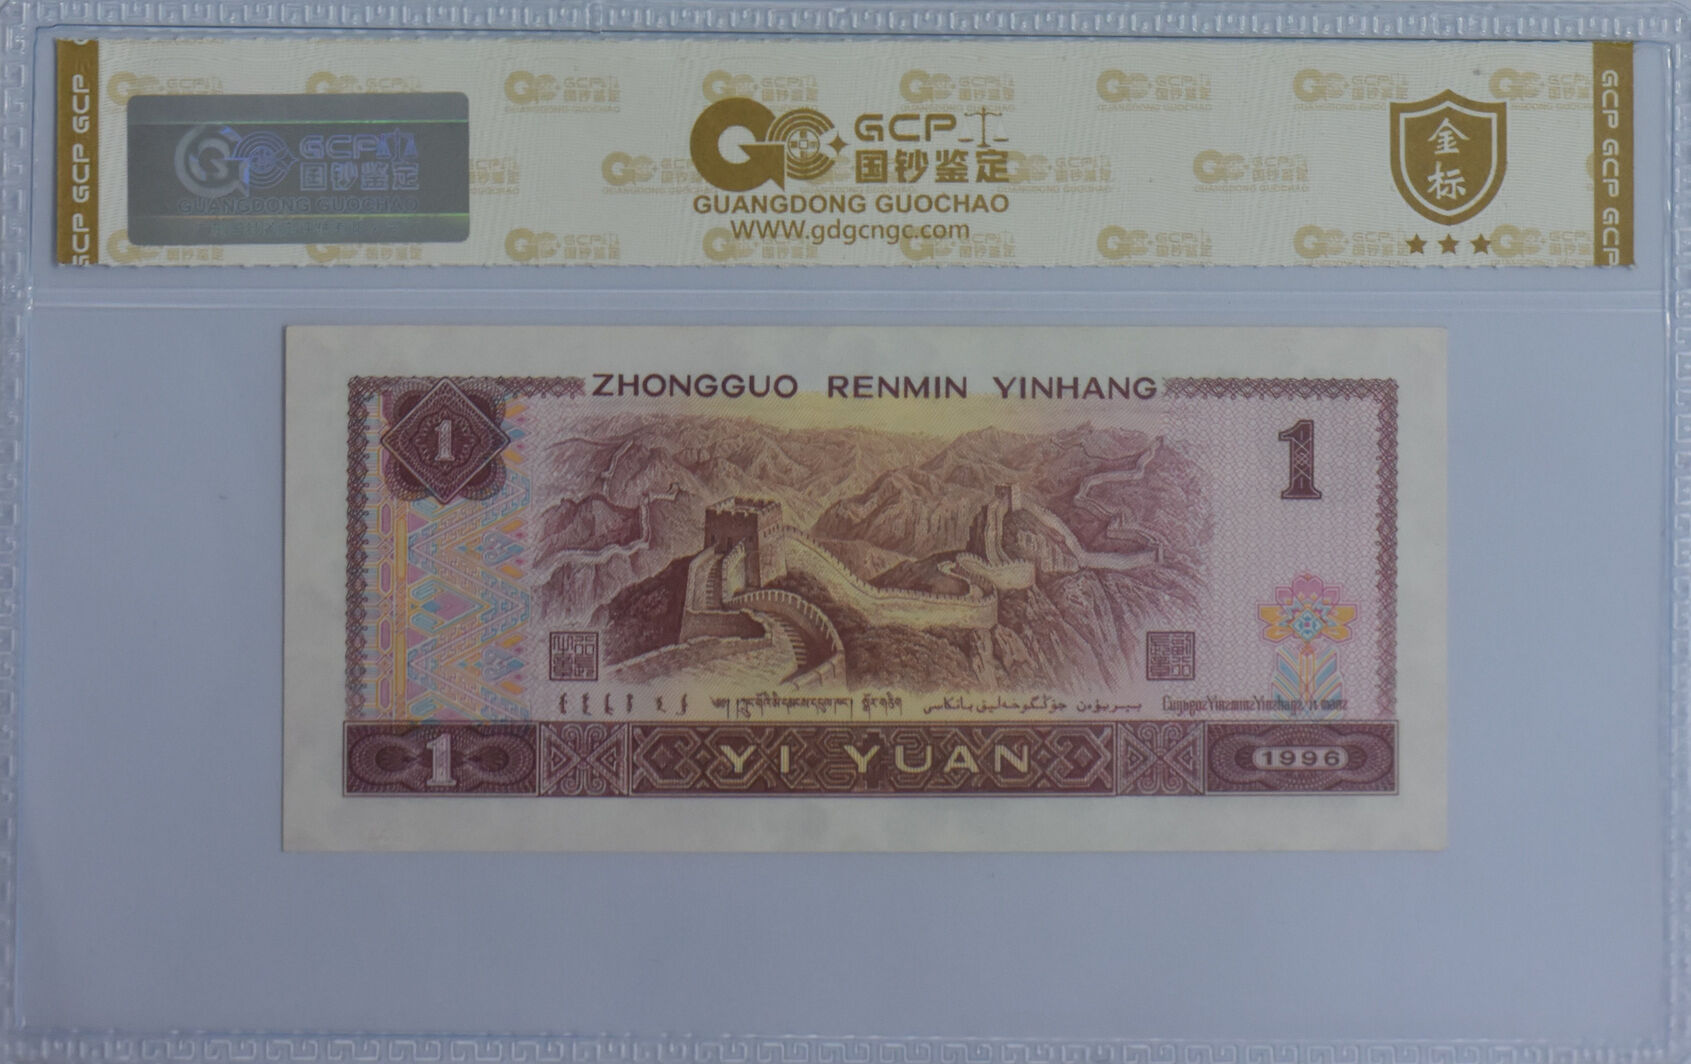 GCP GCP GCP
GCP
国钞鉴定
GUANGDONG GUOCHAO
GCP
国钞鉴定
GUANGDONG GUOCHAO
WWW.gdgcngc.com
金标
GCP GCP GCP
ZHONGGUO RENMIN YINHANG
1
1
1
YI YUAN
1996